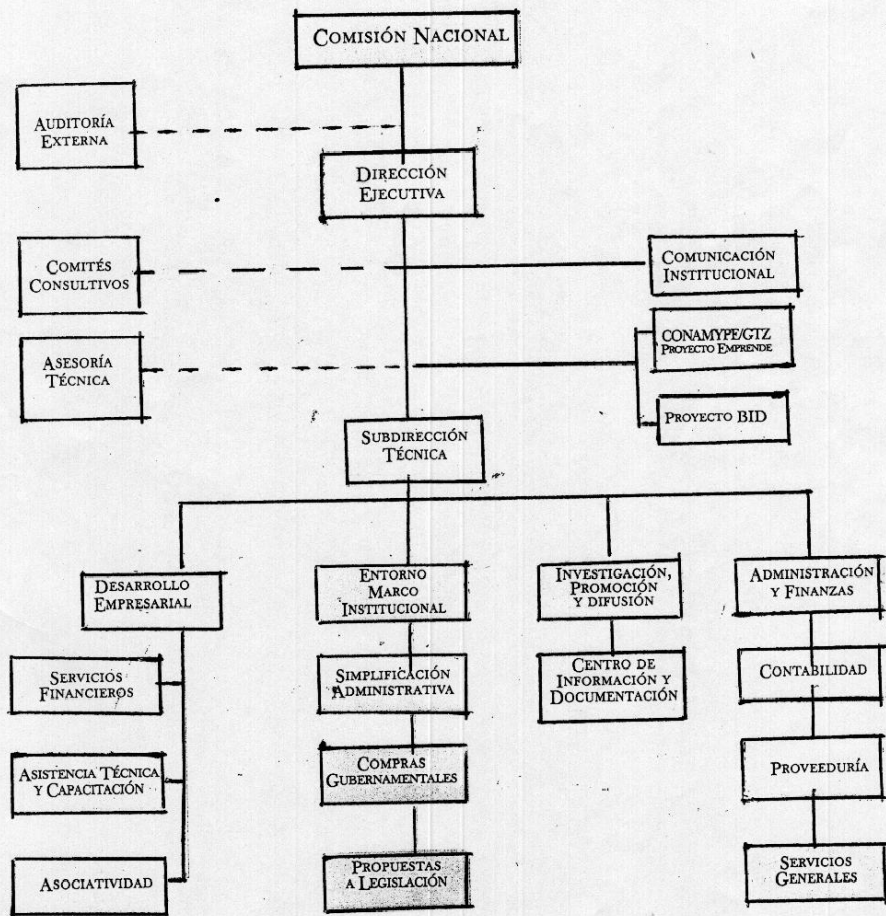 COMISIÓN NACIONAL
AUDITORÍA
EXTERNA
DIRECCIÓN
EJECUTIVA
COMITÉS
CONSULTIVOS
COMUNICACIÓN
INSTITUCIONAL
ASESORÍA
TÉCNICA
CONAMYPE/GTZ
PROYECTO EMPRENDE
PROYECTO BID
SUBDIRECCIÓN
TÉCNICA
DESARROLLO
EMPRESARIAL
ENTORNO
MARCO
INSTITUCIONAL
INVESTIGACIÓN,
PROMOCIÓN
Y DIFUSIÓN
ADMINISTRACIÓN
Y FINANZAS
SERVICIOS
FINANCIEROS
SIMPLIFICACIÓN
ADMINISTRATIVA
CENTRO DE
INFORMACIÓN Y
DOCUMENTACIÓN
CONTABILIDAD
ASISTENCIA TÉCNICA
Y CAPACITACIÓN
COMPRAS
GUBERNAMENTALES
PROVEEDURÍA
ASOCIATIVIDAD
PROPUESTAS
A LEGISLACIÓN
SERVICIOS
GENERALES